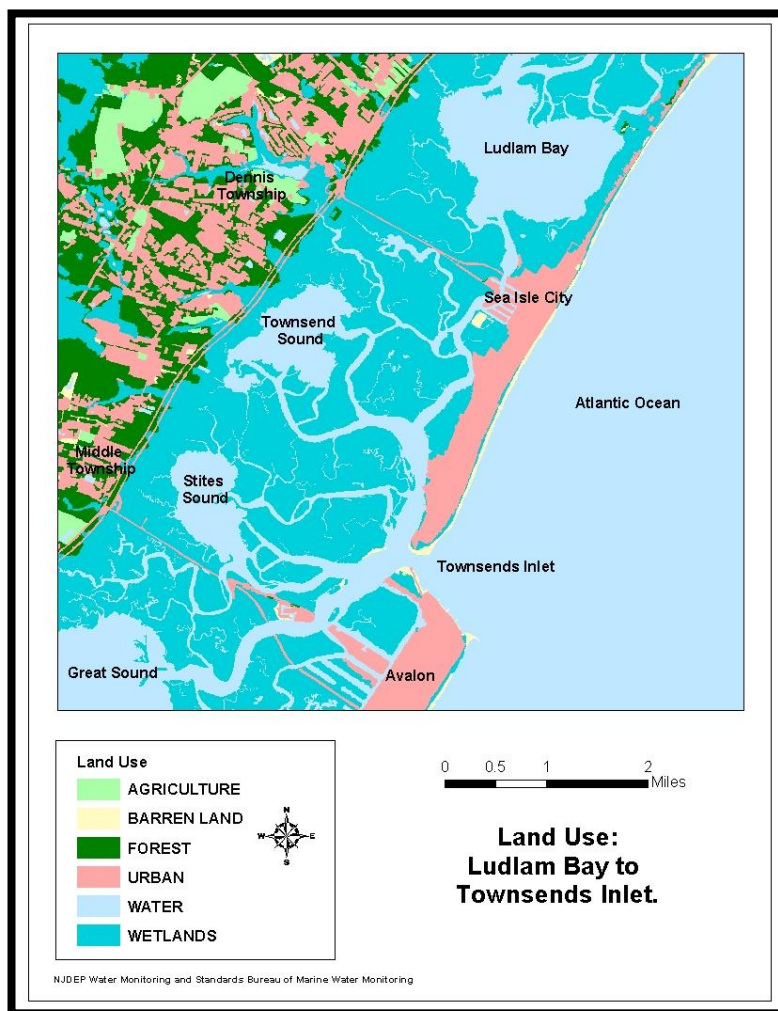 Ludlam Bay
Dennis
Township
Sea Isle City
Townsend
Sound
Atlantic Ocean
Middle
Township
Stites
Sound
Townsends Inlet
Great Sound
Avalon
Land Use
AGRICULTURE
BARREN LAND
FOREST
URBAN
WATER
WETLANDS
N
W E
S
0 0.5 1 2
Miles
Land Use:
Ludlam Bay to
Townsends Inlet.
NJDEP Water Monitoring and Standards Bureau of Marine Water Monitoring